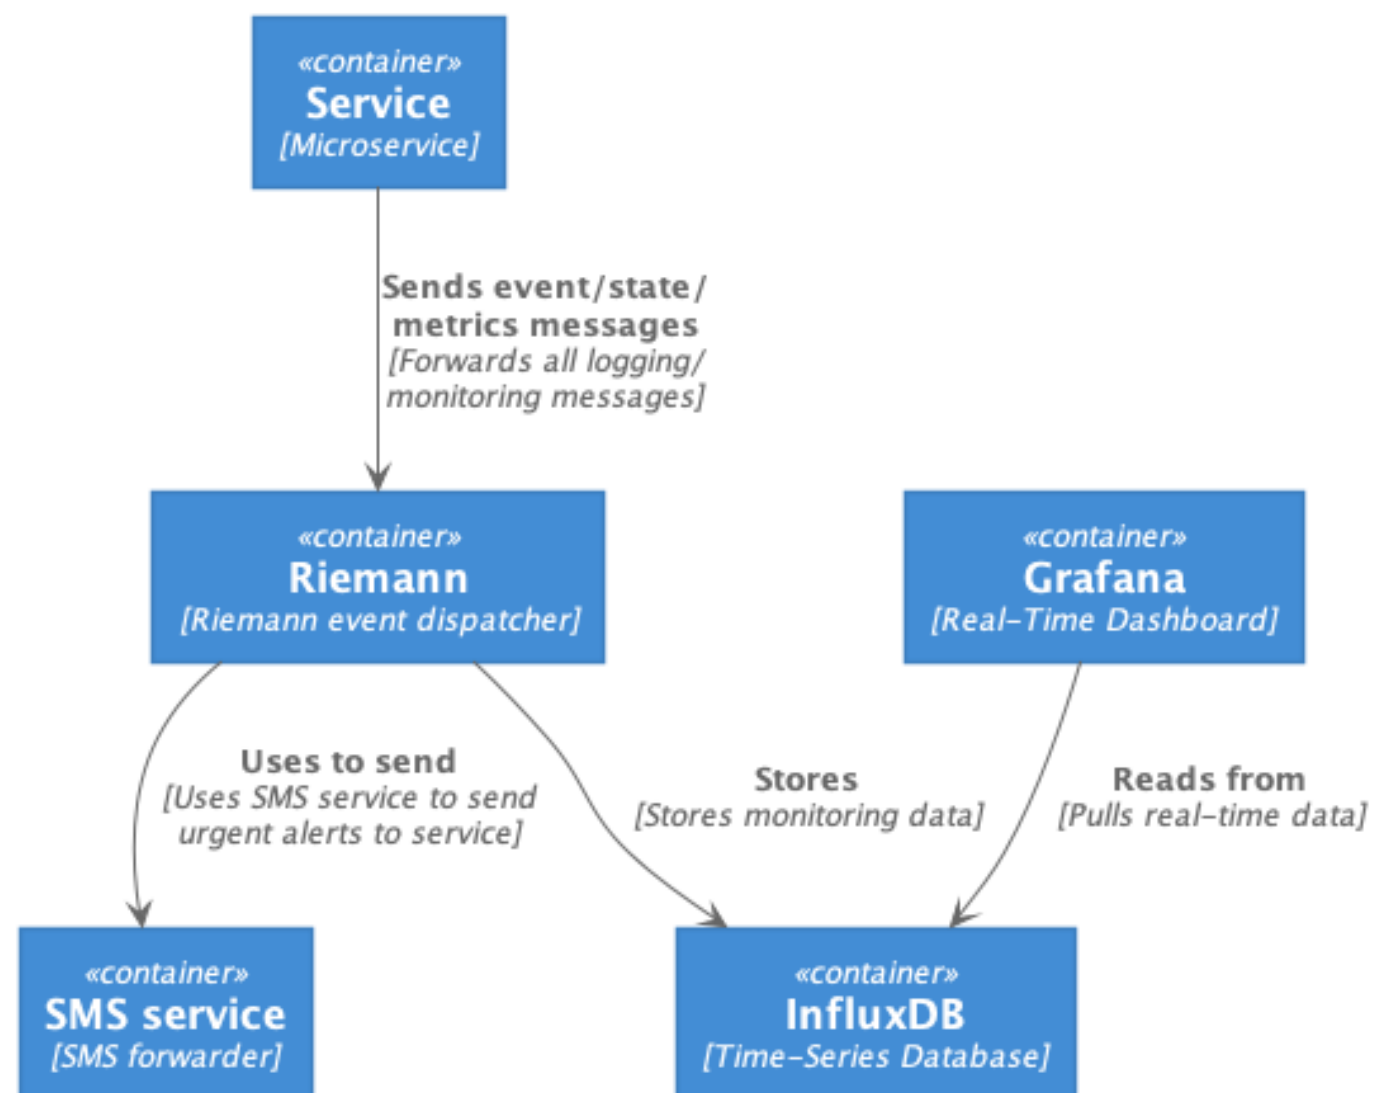 «container»
Service
[Microservice]
Sends event/state/
metrics messages
[Forwards all logging/
monitoring messages]
«container»
Riemann
[Riemann event dispatcher]
«container»
Grafana
[Real-Time Dashboard]
Uses to send
[Uses SMS service to send
urgent alerts to service]
Stores
[Stores monitoring data]
Reads from
[Pulls real-time data]
«container»
SMS service
[SMS forwarder]
«container»
InfluxDB
[Time-Series Database]